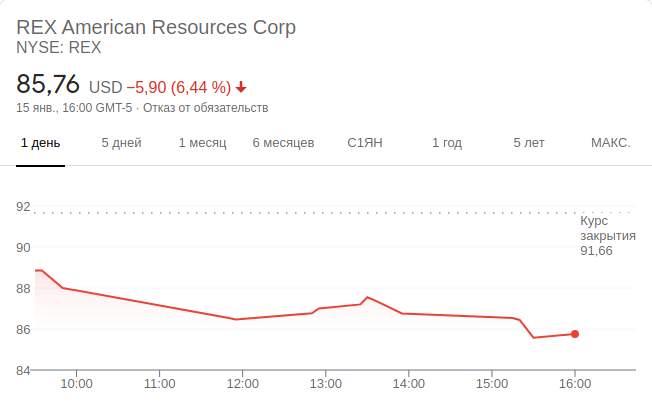 REX American Resources Corp
NYSE: REX
85,76 USD −5,90 (6,44 %)
15 янв., 16:00 GMT-5 · Отказ от обязательств
1 день 5 дней 1 месяц 6 месяцев С1ЯН 1 год 5 лет МАКС.
92
Курс
закрытия
91,66
90
88
86
84
10:00 11:00 12:00 13:00 14:00 15:00 16:00